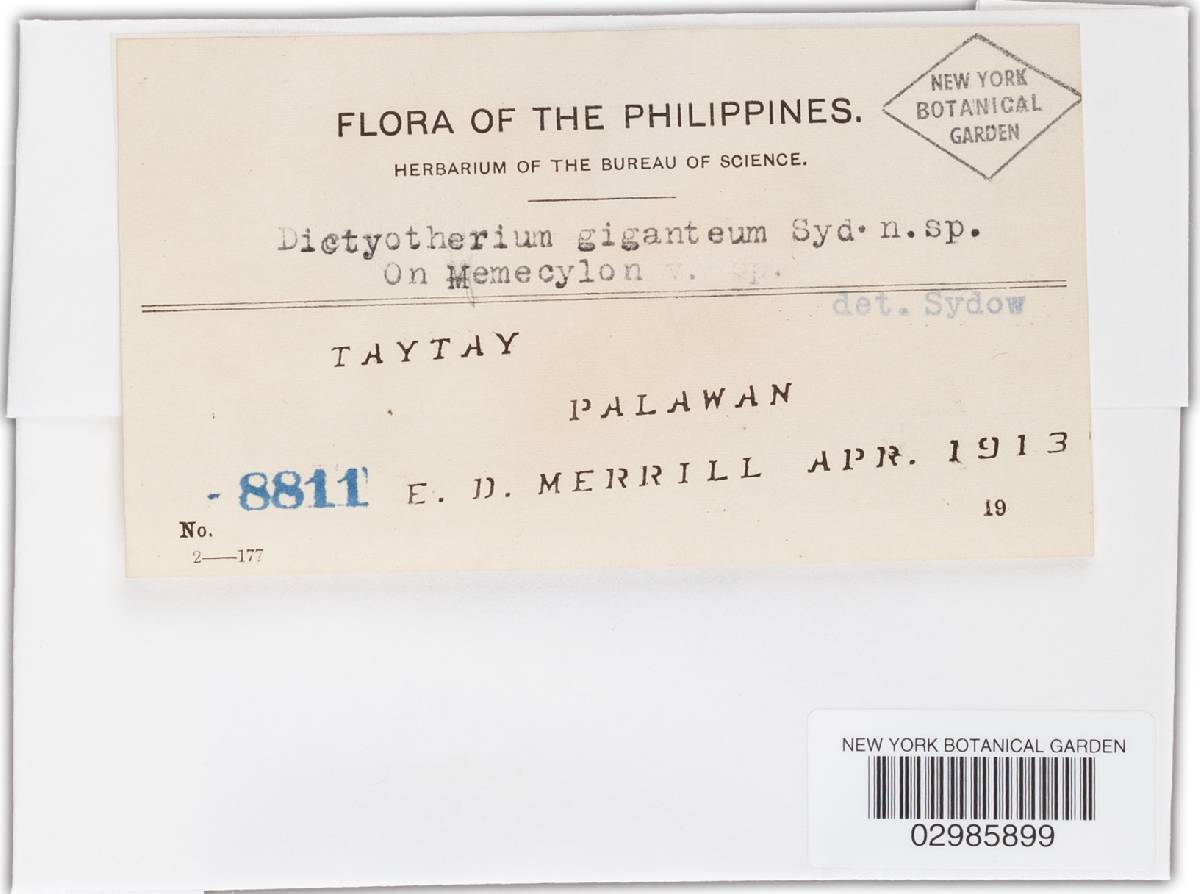 NEW YORK
BOTANICAL
GARDEN
FLORA OF THE PHILIPPINES.
HERBARIUM OF THE BUREAU OF SCIENCE.
Dictyotherium giganteum Syd. n.sp.
On Memecylon
det. Sydow
TAYTAY
PALAWAN
- 8811 E. D. MERRILL APR. 1913
No. 19
2—177
NEW YORK BOTANICAL GARDEN
02985899